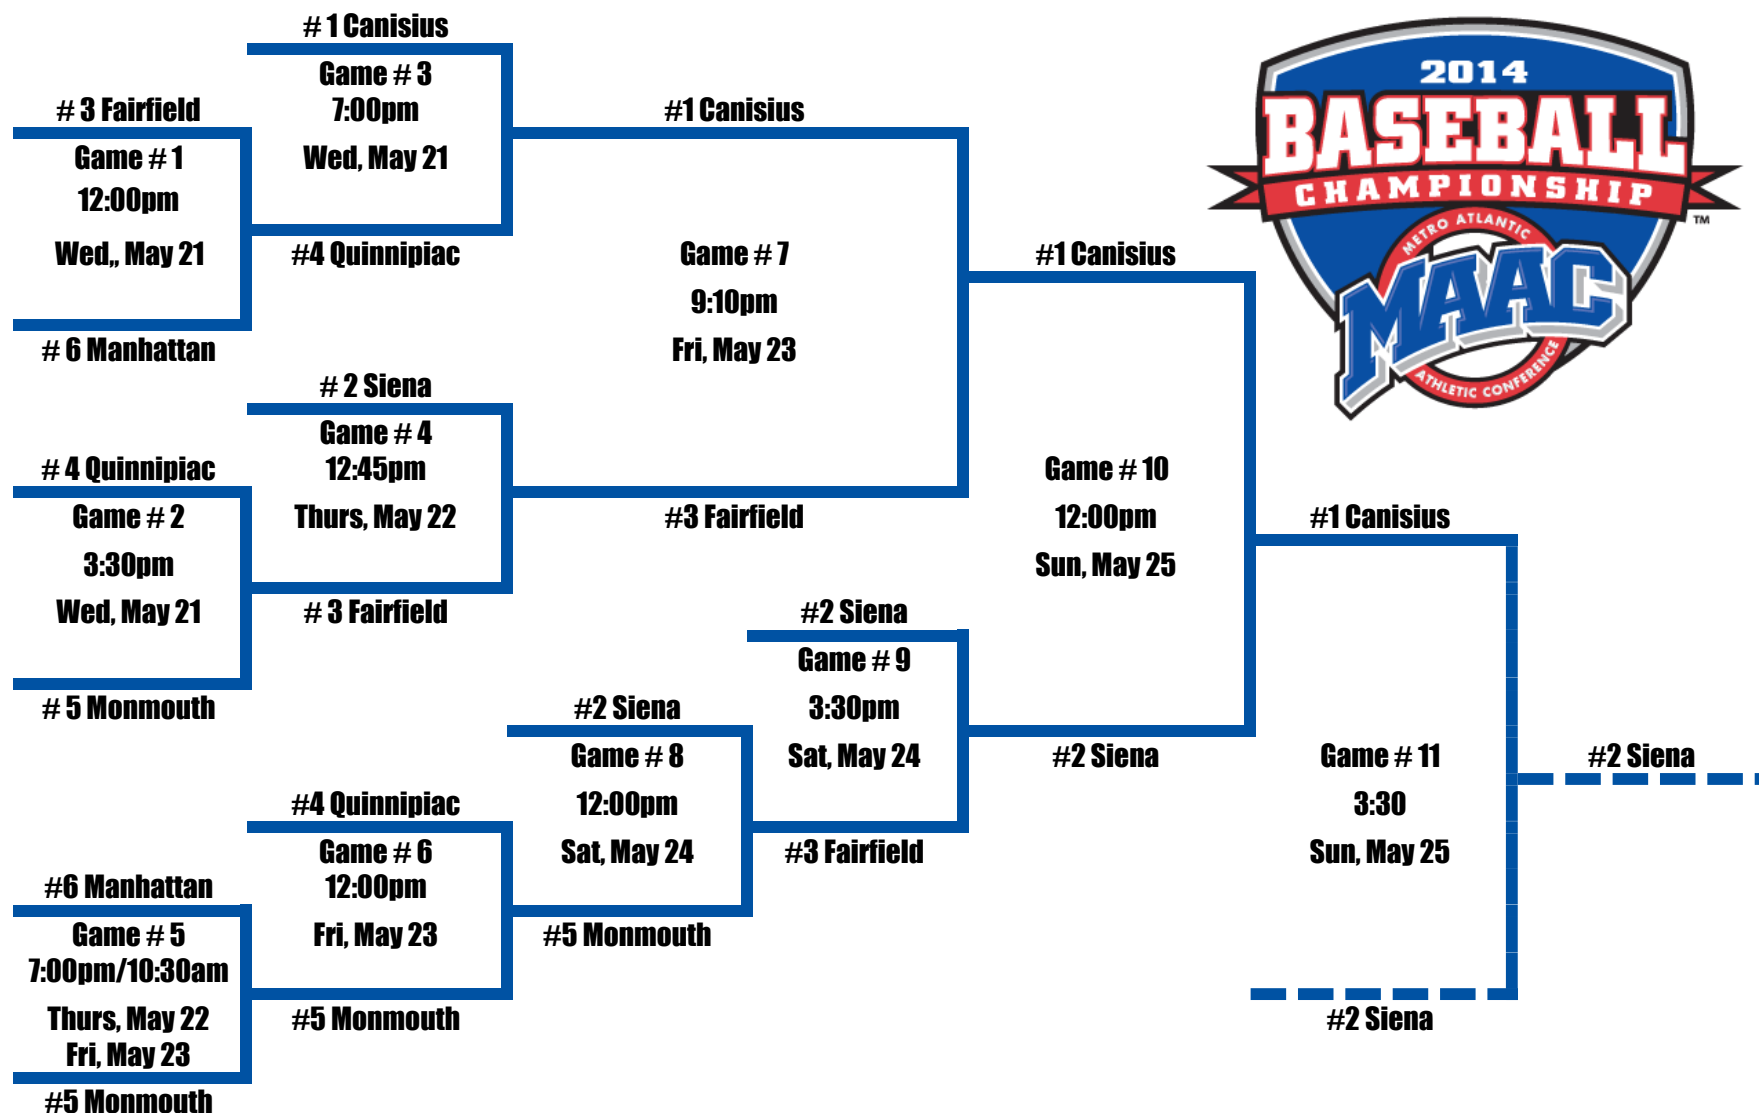 # 1 Canisius
Game # 3
7:00pm
Wed, May 21
#4 Quinnipiac
# 3 Fairfield
Game # 1
12:00pm
Wed,, May 21
# 6 Manhattan
#1 Canisius
Game # 7
9:10pm
Fri, May 23
#3 Fairfield
# 2 Siena
Game # 4
12:45pm
Thurs, May 22
# 3 Fairfield
# 4 Quinnipiac
Game # 2
3:30pm
Wed, May 21
# 5 Monmouth
#1 Canisius
Game # 10
12:00pm
Sun, May 25
#2 Siena
#2 Siena
Game # 9
3:30pm
Sat, May 24
#3 Fairfield
#2 Siena
Game # 8
12:00pm
Sat, May 24
#5 Monmouth
#4 Quinnipiac
Game # 6
12:00pm
Fri, May 23
#5 Monmouth
#6 Manhattan
Game # 5
7:00pm/10:30am
Thurs, May 22
Fri, May 23
#5 Monmouth
#1 Canisius
Game # 11
3:30
Sun, May 25
#2 Siena
#2 Siena
2014
BASEBALL
CHAMPIONSHIP
TM
METRO ATLANTIC
MAAC
ATHLETIC CONFERENCE